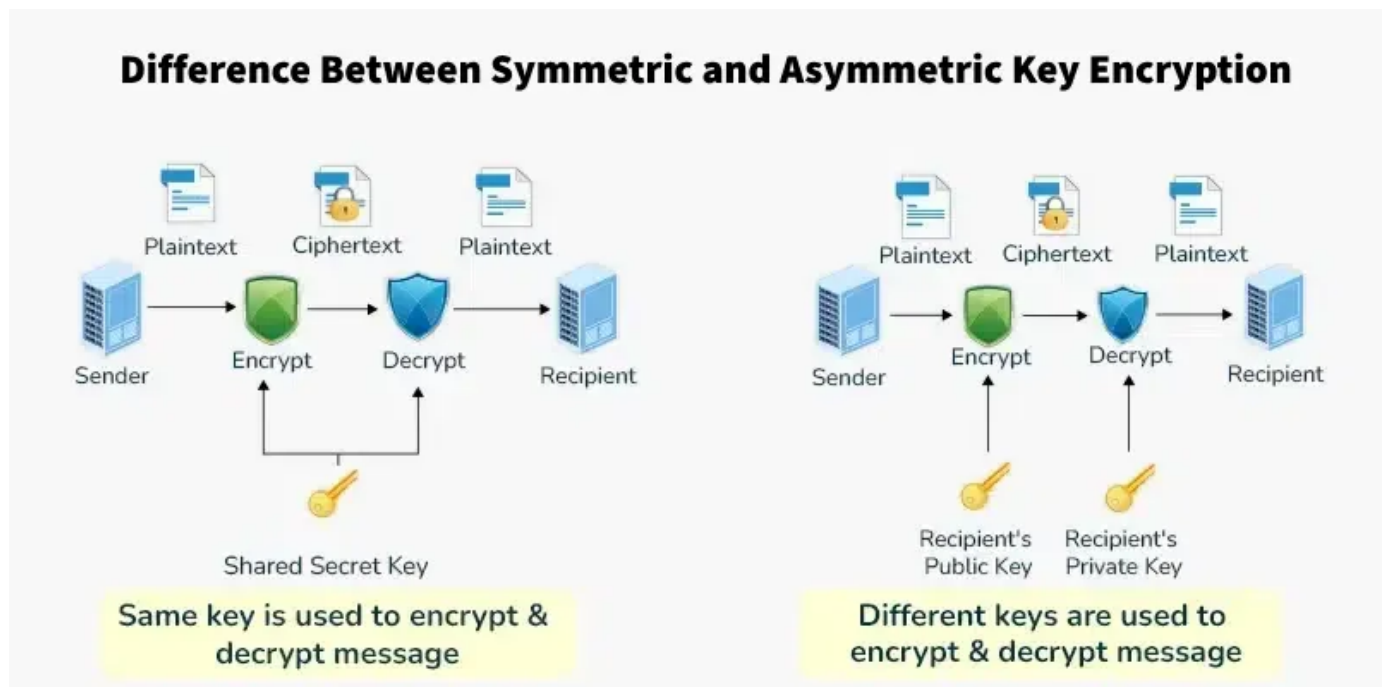 Difference Between Symmetric and Asymmetric Key Encryption
Plaintext
Ciphertext
Plaintext
Sender
Encrypt
Decrypt
Recipient
Shared Secret Key
Same key is used to encrypt &
decrypt message
Plaintext
Ciphertext
Plaintext
Sender
Encrypt
Decrypt
Recipient
Recipient's
Public Key
Recipient's
Private Key
Different keys are used to
encrypt & decrypt message